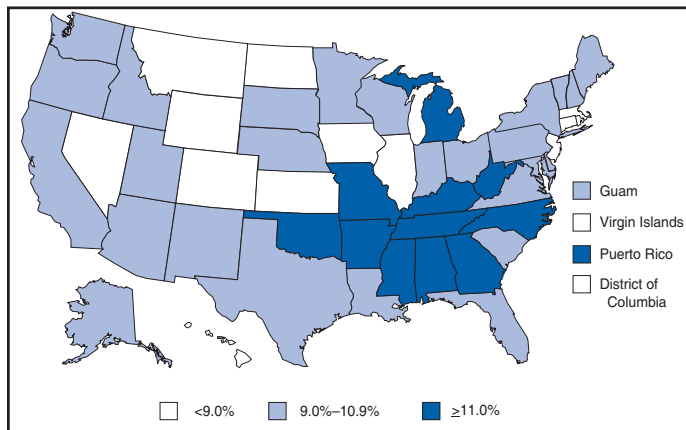 Guam
Virgin Islands
Puerto Rico
District of
Columbia
<9.0%
9.0%–10.9%
≥11.0%